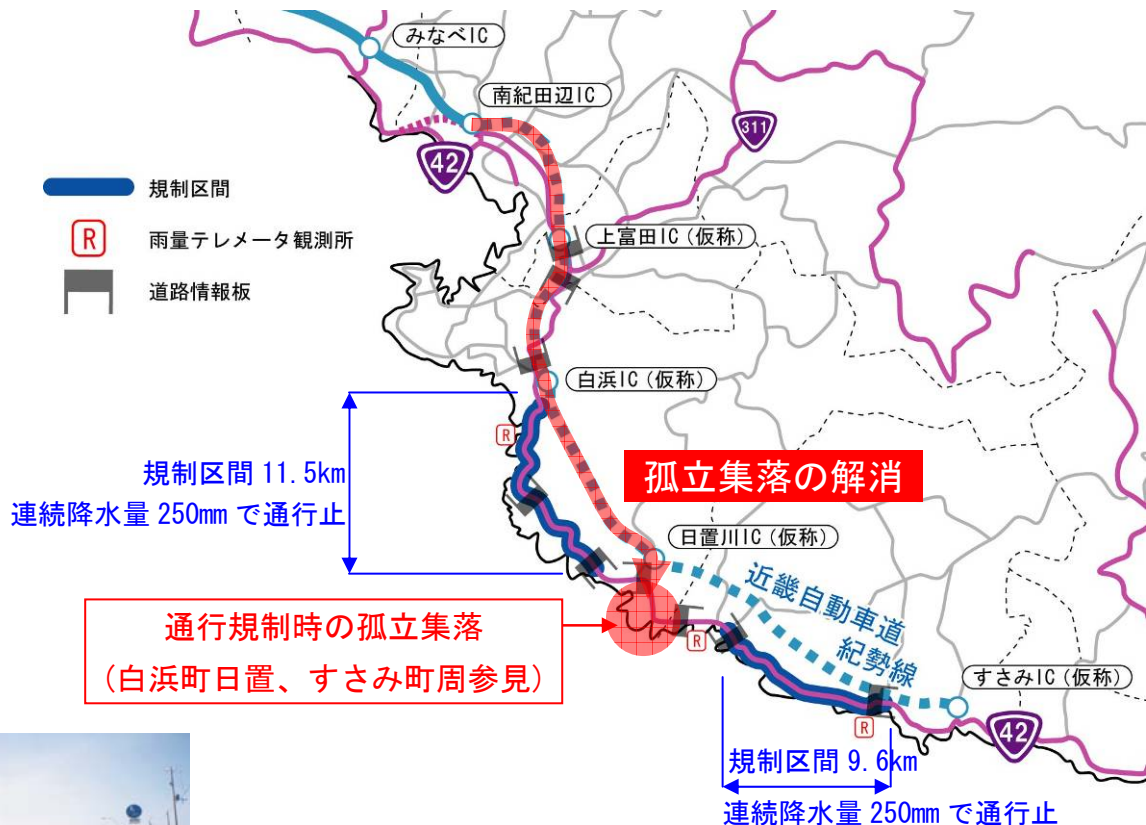 みなべIC
南紀田辺IC
311
42
規制区間
R
雨量テレメータ観測所
道路情報板
上富田IC(仮称)
白浜IC(仮称)
R
規制区間 11.5km
連続降水量 250mm で通行止
孤立集落の解消
日置川IC(仮称)
近畿自動車道
紀勢線
通行規制時の孤立集落
(白浜町日置、すさみ町周参見)
R
すさみIC(仮称)
R
42
規制区間 9.6km
連続降水量 250mm で通行止